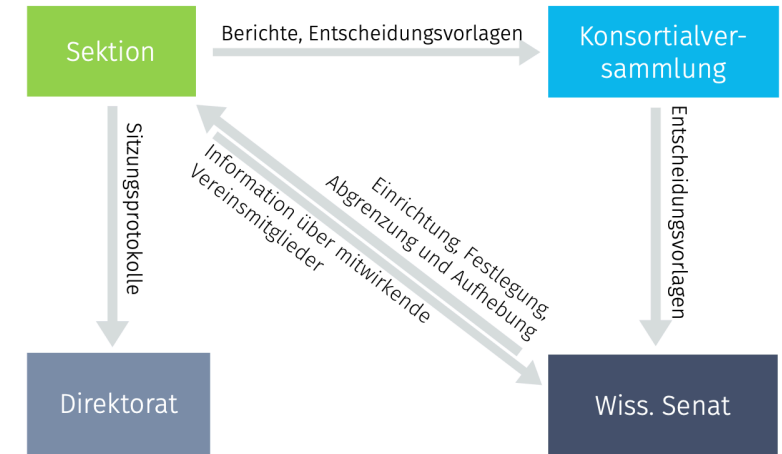 Sektion
Berichte, Entscheidungsvorlagen
Konsortialver-
sammlung
Sitzungsprotokolle
Information über mitwirkende
Vereinsmitglieder
Einrichtung, Festlegung,
Abgrenzung und Aufhebung
Entscheidungsvorlagen
Direktorat
Wiss. Senat